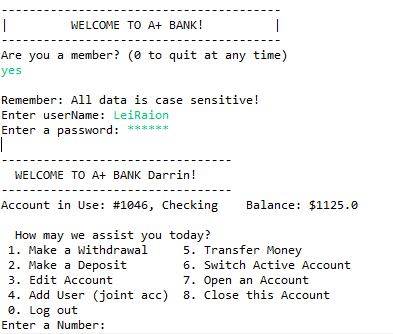 -----------------------------------
|        WELCOME TO A+ BANK!         |
-----------------------------------
Are you a member? (0 to quit at any time)
yes

Remember: All data is case sensitive!
Enter userName: LeiRaion
Enter a password: ******

-----------------------------
  WELCOME TO A+ BANK Darrin!
-----------------------------
Account in Use: #1046, Checking    Balance: $1125.0

  How may we assist you today?
 1. Make a Withdrawal     5. Transfer Money
 2. Make a Deposit        6. Switch Active Account
 3. Edit Account          7. Open an Account
 4. Add User (joint acc)  8. Close this Account
 0. Log out
Enter a Number: